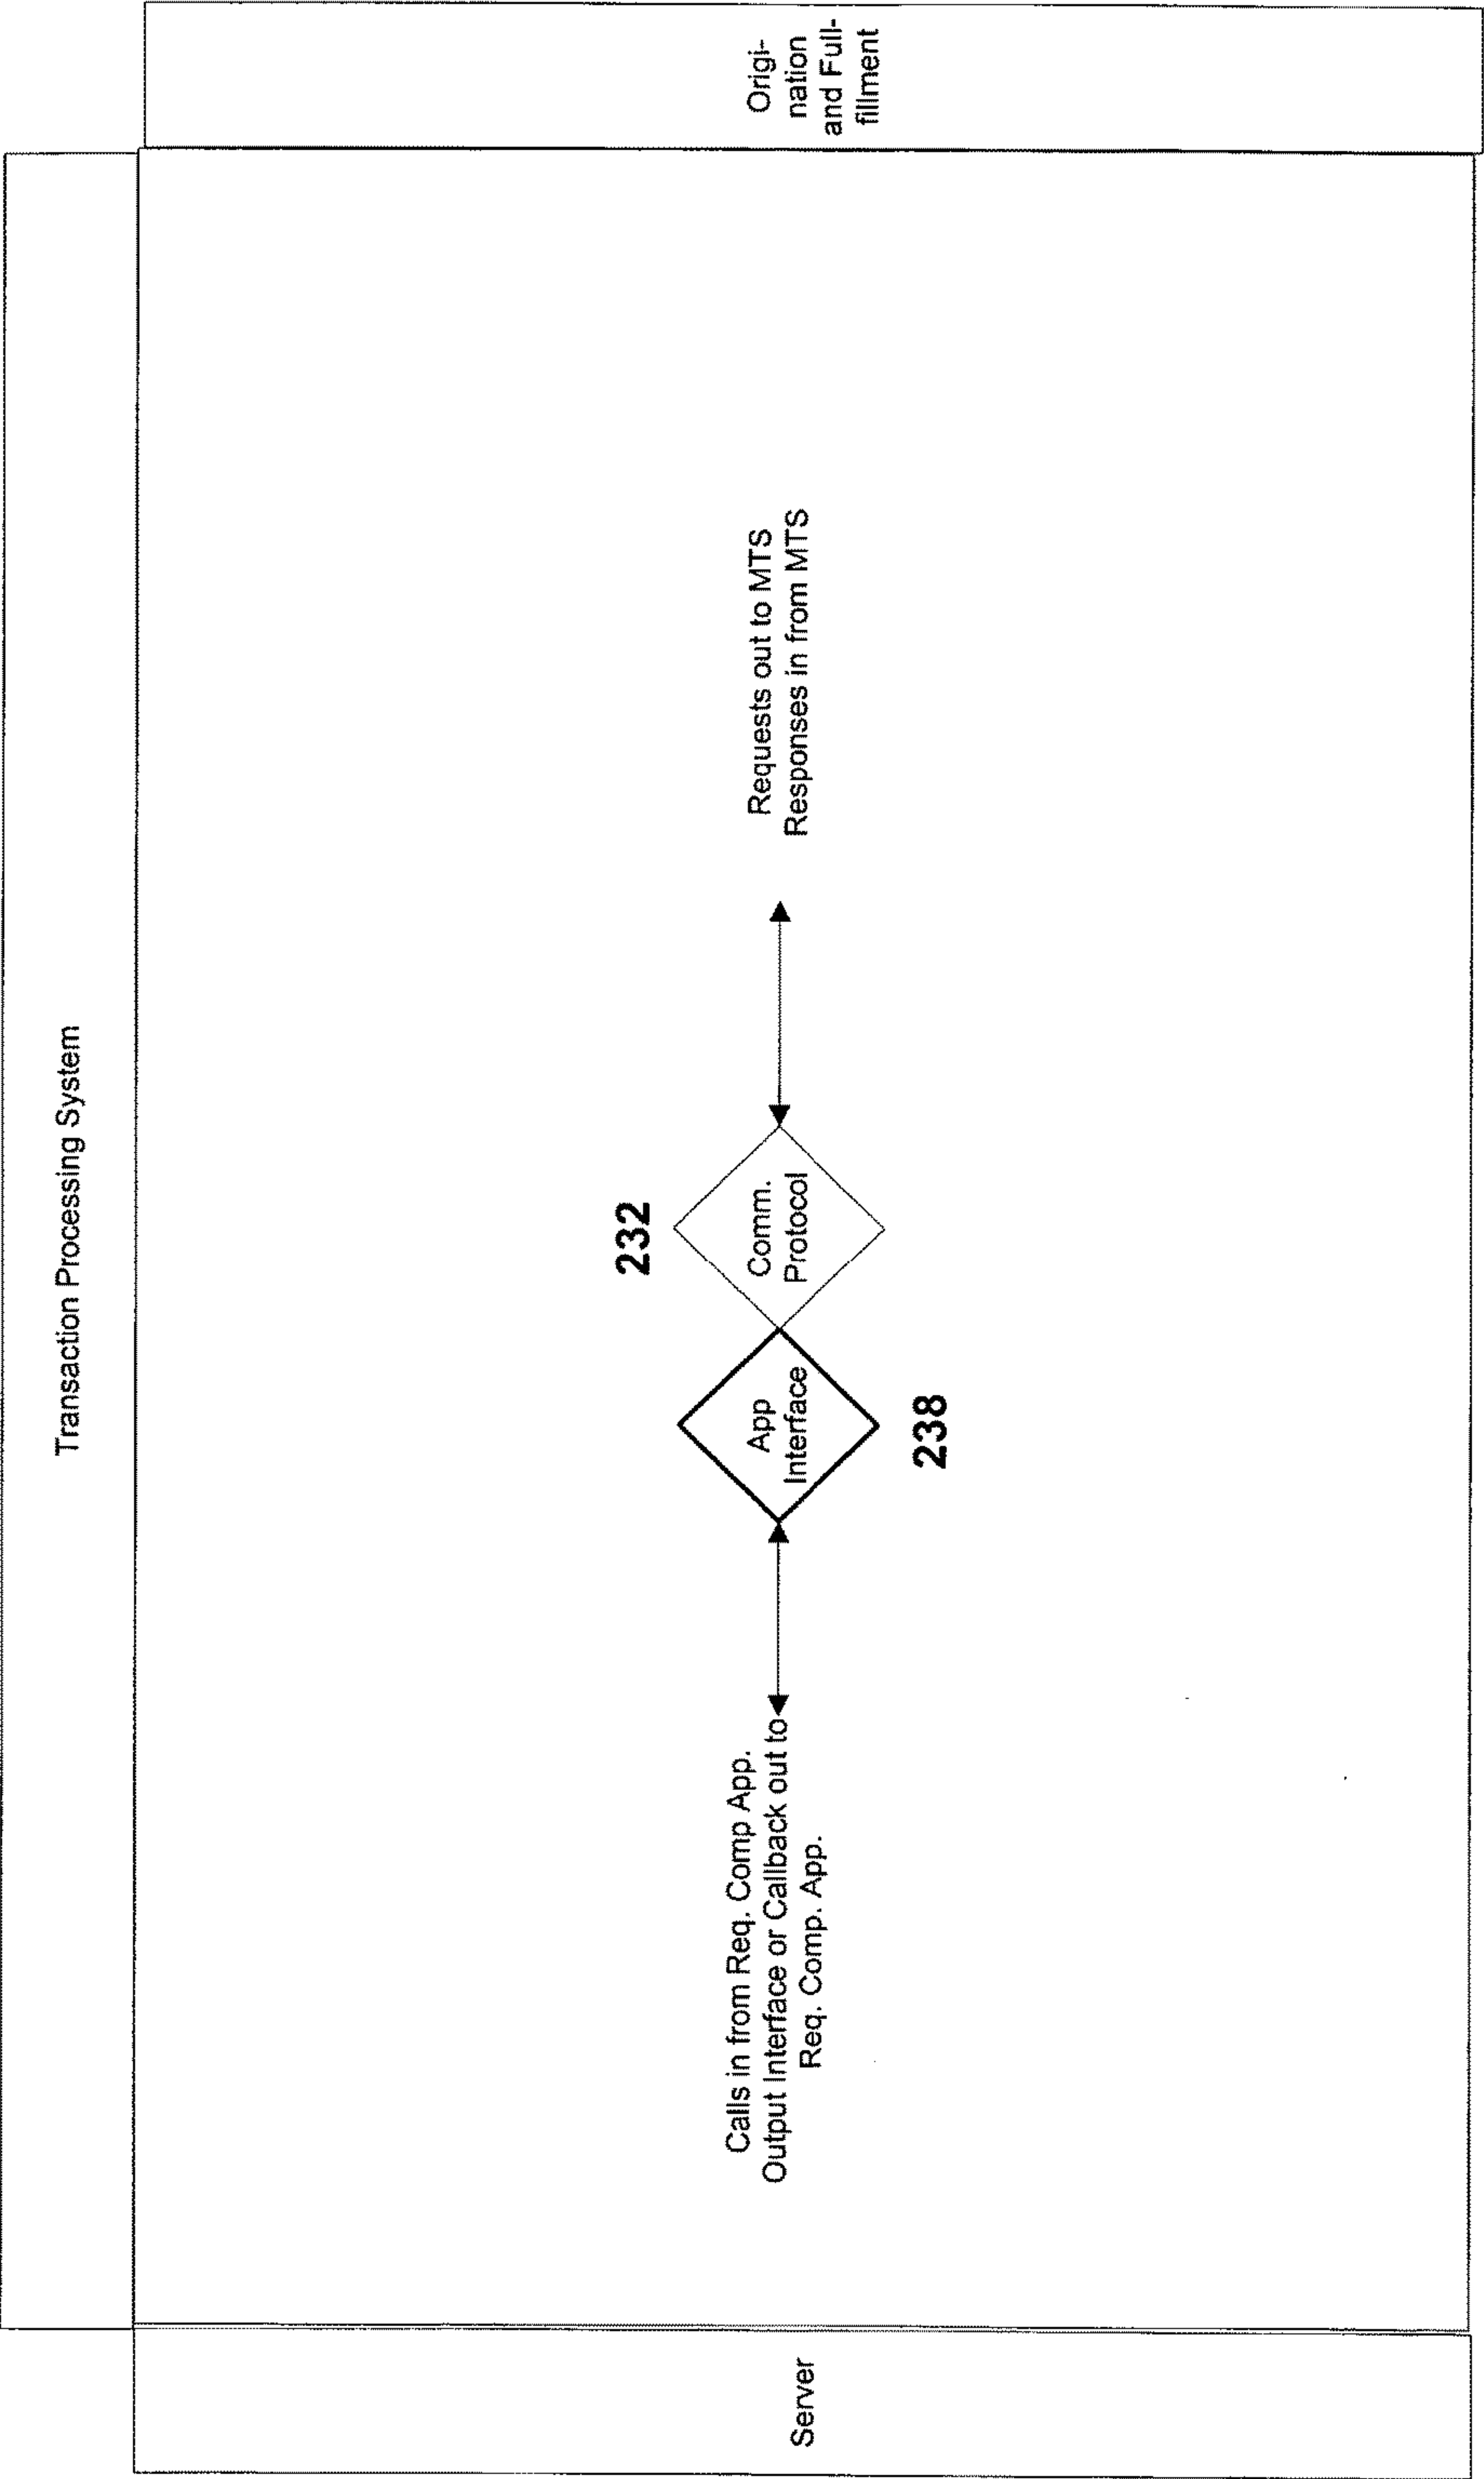 Transaction Processing System
Server
Calls in from Req. Comp App.
Output Interface or Callback out to
Req. Comp. App.
App
Interface
238
232
Comm.
Protocol
Requests out to MTS
Responses in from MTS
Origi-
nation
and Full-
fillment